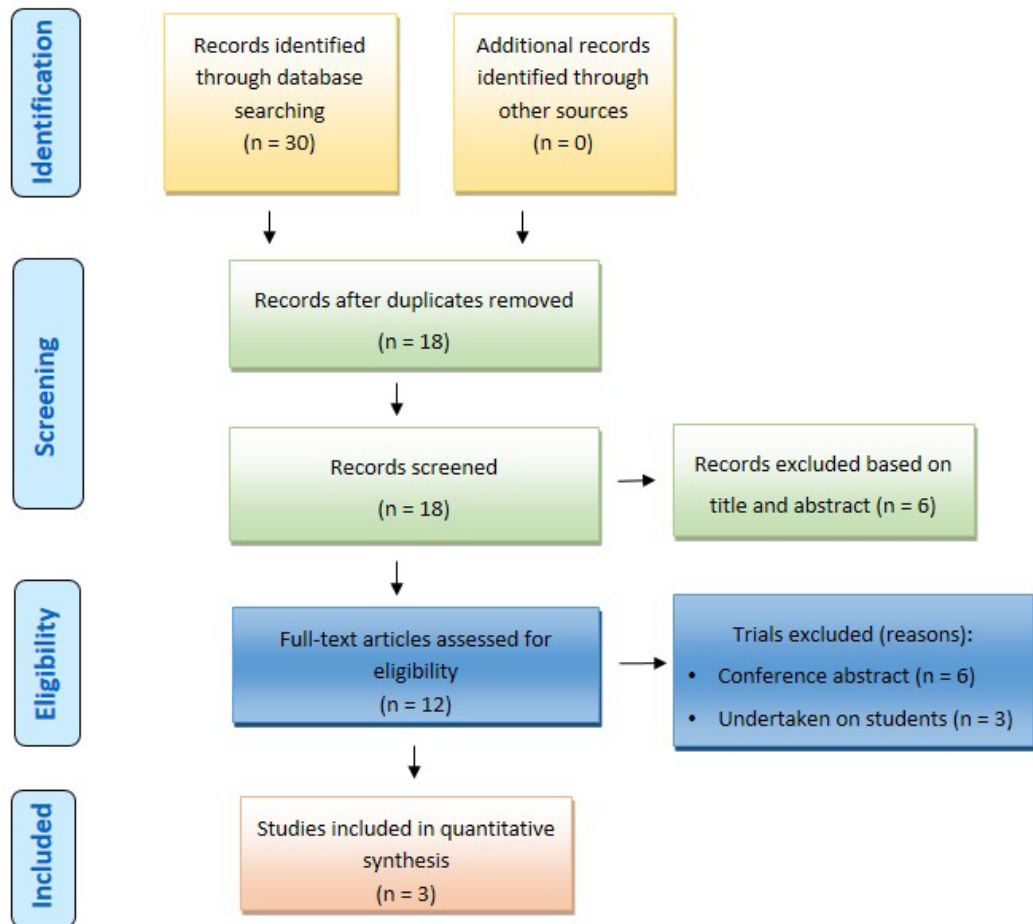 Identification
Records identified
through database
searching
(n = 30)
Additional records
identified through
other sources
(n = 0)
Screening
Records after duplicates removed
(n = 18)
Records screened
(n = 18)
Records excluded based on
title and abstract (n = 6)
Eligibility
Full-text articles assessed for
eligibility
(n = 12)
Trials excluded (reasons):
• Conference abstract (n = 6)
• Undertaken on students (n = 3)
Included
Studies included in quantitative
synthesis
(n = 3)